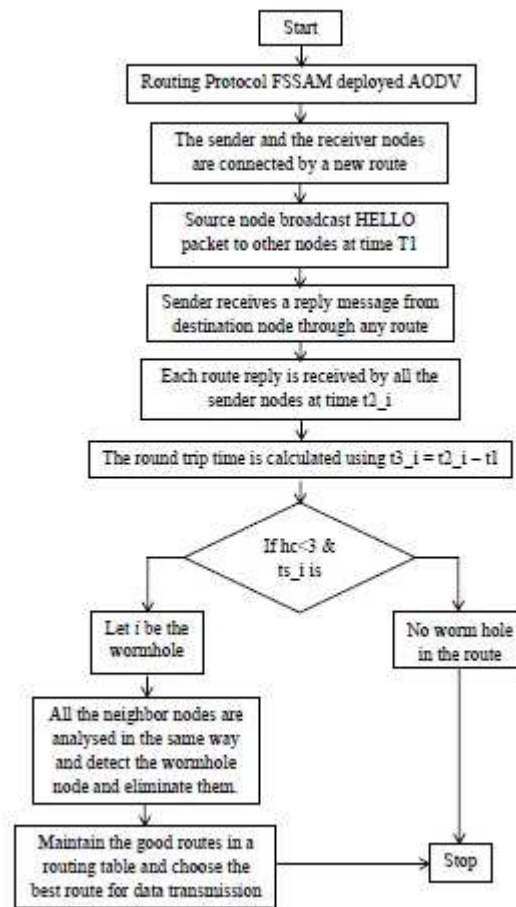 Start
Routing Protocol FSSAM deployed AODV
The sender and the receiver nodes
are connected by a new route
Source node broadcast HELLO
packet to other nodes at time T1
Sender receives a reply message from
destination node through any route
Each route reply is received by all the
sender nodes at time t2_i
The round trip time is calculated using t3_i = t2_i – t1
If hc<3 &
ts_i is
Let i be the
wormhole
No worm hole
in the route
All the neighbor nodes are
analysed in the same way
and detect the wormhole
node and eliminate them.
Maintain the good routes in a
routing table and choose the
best route for data transmission
Stop